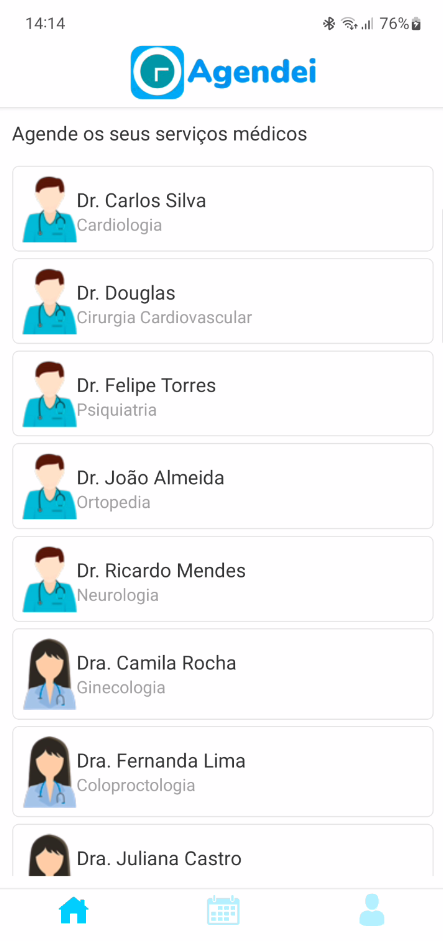 14:14
76%
Agendei
Agende os seus serviços médicos
Dr. Carlos Silva
Cardiologia
Dr. Douglas
Cirurgia Cardiovascular
Dr. Felipe Torres
Psiquiatria
Dr. João Almeida
Ortopedia
Dr. Ricardo Mendes
Neurologia
Dra. Camila Rocha
Ginecologia
Dra. Fernanda Lima
Coloproctologia
Dra. Juliana Castro